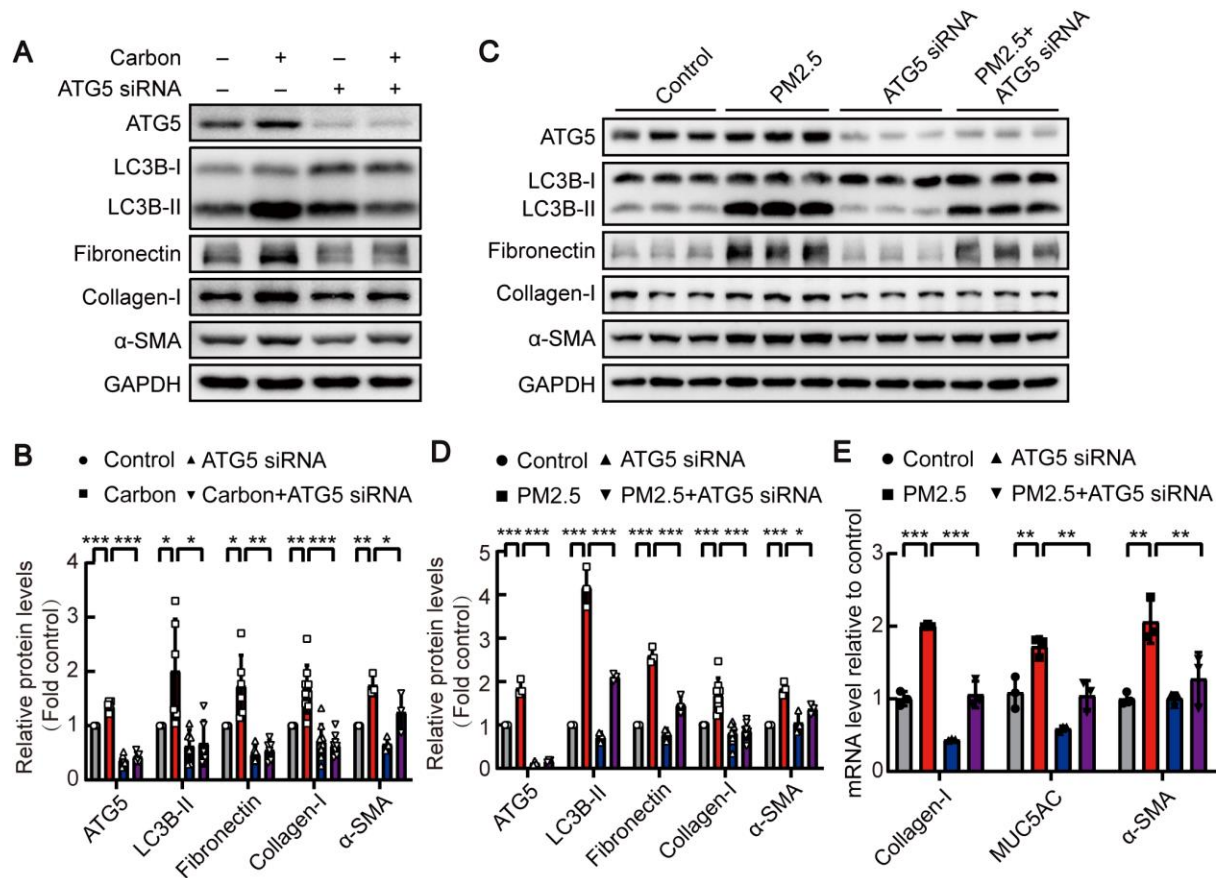 A
Carbon – + – +
ATG5 siRNA – – + +
ATG5
LC3B-I
LC3B-II
Fibronectin
Collagen-I
α-SMA
GAPDH
C
Control
PM2.5
ATG5 siRNA
PM2.5+
ATG5 siRNA
ATG5
LC3B-I
LC3B-II
Fibronectin
Collagen-I
α-SMA
GAPDH
B
Control ATG5 siRNA
Carbon Carbon+ATG5 siRNA
*** *** * * * ** ** *** ** *
Relative protein levels
(Fold control)
4
3
2
1
0
ATG5
LC3B-II
Fibronectin
Collagen-I
α-SMA
D
Control ATG5 siRNA
PM2.5 PM2.5+ATG5 siRNA
*** *** *** *** *** *** *** *** *** *
Relative protein levels
(Fold control)
5
4
3
2
1
0
ATG5
LC3B-II
Fibronectin
Collagen-I
α-SMA
E
Control ATG5 siRNA
PM2.5 PM2.5+ATG5 siRNA
*** *** ** ** ** **
mRNA level relative to control
3
2
1
0
Collagen-I
MUC5AC
α-SMA